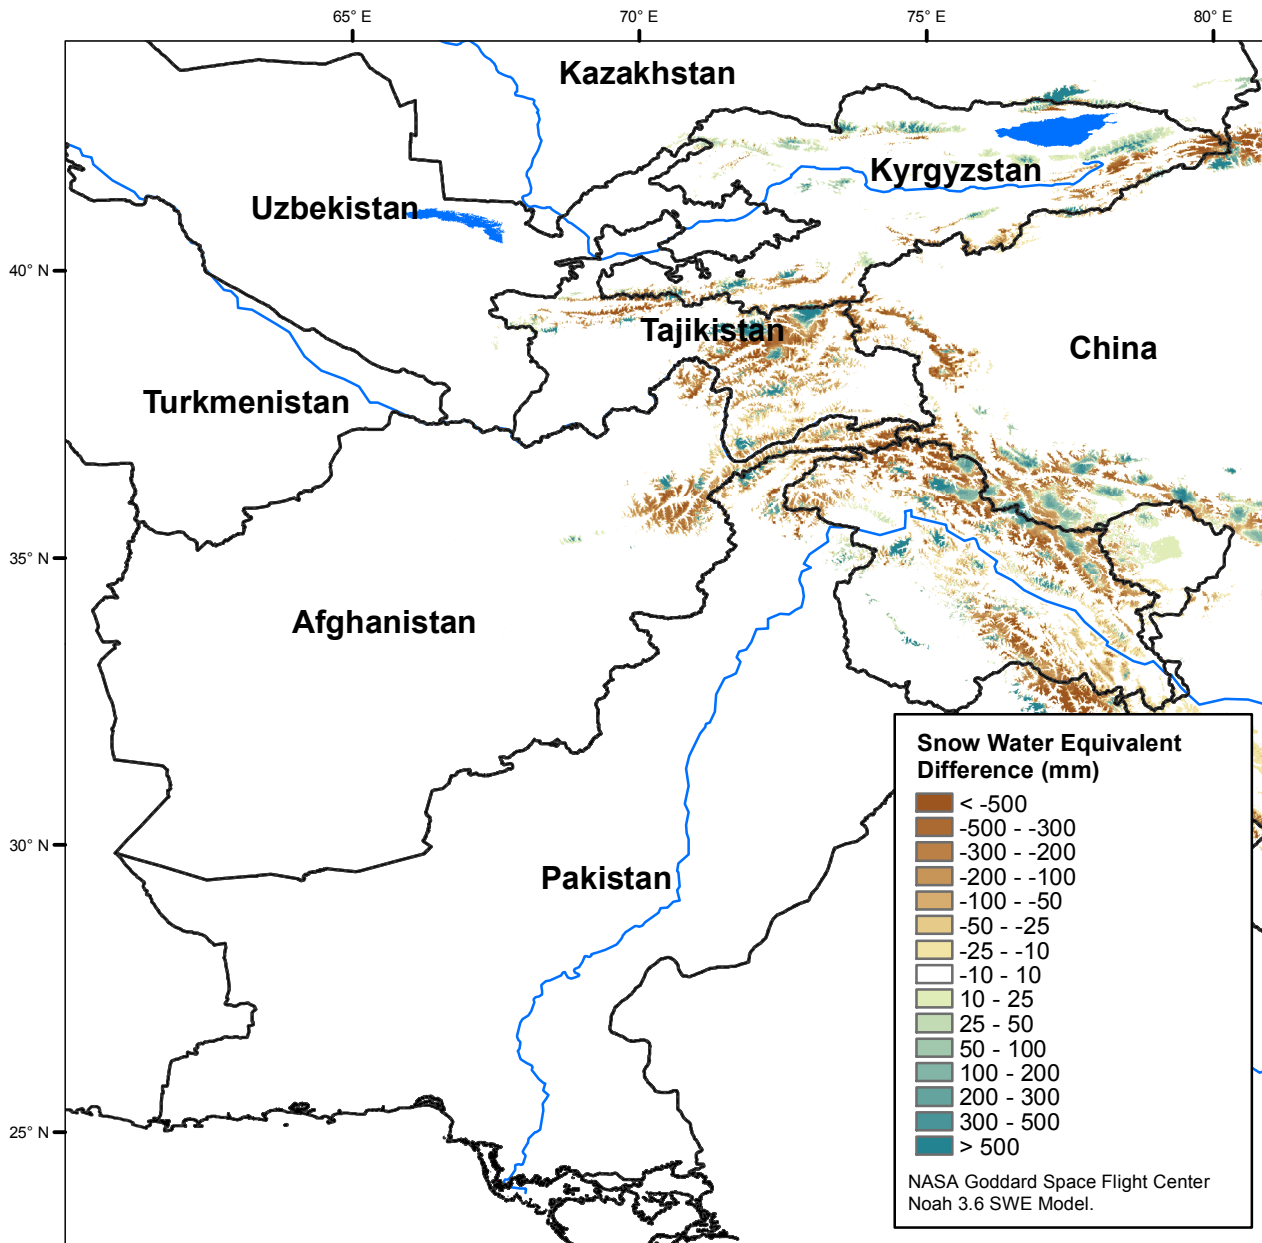 65° E
70° E
75° E
80° E
Kazakhstan
Kyrgyzstan
Uzbekistan
40° N
Tajikistan
China
Turkmenistan
35° N
Afghanistan
30° N
Pakistan
25° N
Snow Water Equivalent
Difference (mm)
< -500
-500 - -300
-300 - -200
-200 - -100
-100 - -50
-50 - -25
-25 - -10
-10 - 10
10 - 25
25 - 50
50 - 100
100 - 200
200 - 300
300 - 500
> 500
NASA Goddard Space Flight Center
Noah 3.6 SWE Model.